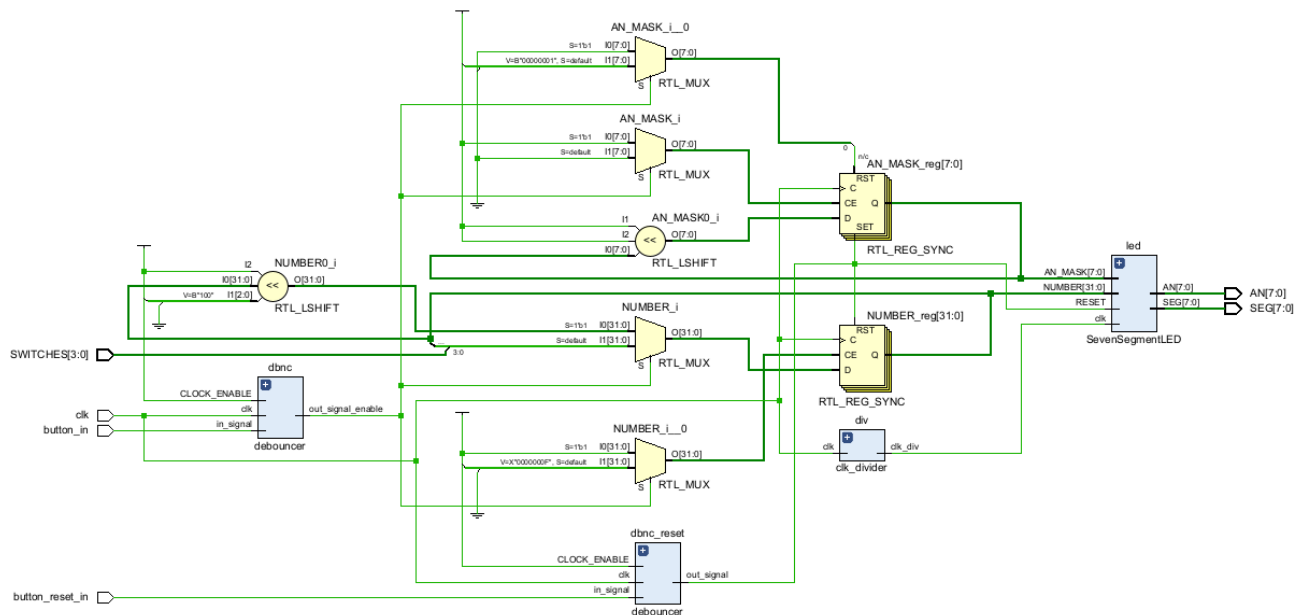 AN_MASK_i__0
S=1'b1 I0[7:0]
V=B"00000001", S=default I1[7:0]
O[7:0]
S
RTL_MUX
AN_MASK_i
S=1'b1 I0[7:0]
S=default I1[7:0]
O[7:0]
S
RTL_MUX
0
n/c
AN_MASK_reg[7:0]
RST
C
CE
D
Q
SET
RTL_REG_SYNC
AN_MASK0_i
I1
I2
I0[7:0]
<<
O[7:0]
RTL_LSHIFT
NUMBER0_i
I2
I0[31:0]
V=B"100" I1[2:0]
<<
O[31:0]
RTL_LSHIFT
led
AN_MASK[7:0]
NUMBER[31:0]
RESET
clk
AN[7:0]
SEG[7:0]
SevenSegmentLED
AN[7:0]
SEG[7:0]
NUMBER_i
S=1'b1 I0[31:0]
S=default I1[31:0]
...
3:0
O[31:0]
S
RTL_MUX
NUMBER_reg[31:0]
RST
C
CE
D
Q
RTL_REG_SYNC
SWITCHES[3:0]
dbnc
CLOCK_ENABLE
clk
in_signal
out_signal_enable
debouncer
clk
button_in
NUMBER_i__0
S=1'b1 I0[31:0]
V=X"0000000F", S=default I1[31:0]
O[31:0]
S
RTL_MUX
div
clk
clk_div
clk_divider
dbnc_reset
CLOCK_ENABLE
clk
in_signal
out_signal
debouncer
button_reset_in